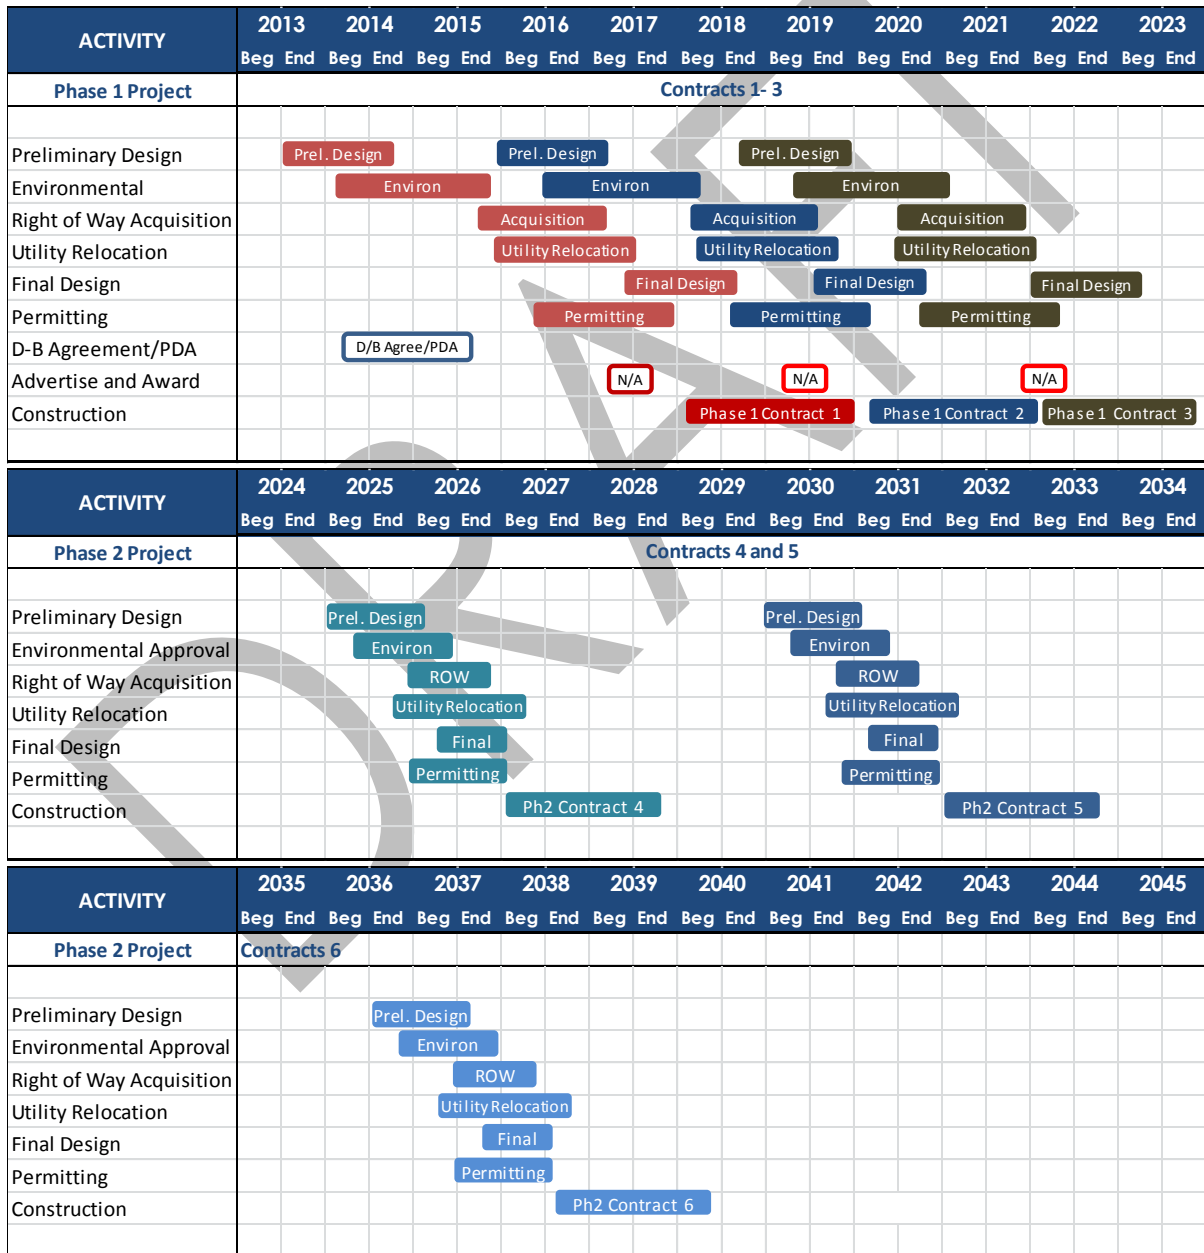 ACTIVITY 2013 2014 2015 2016 2017 2018 2019 2020 2021 2022 2023
Beg End Beg End Beg End Beg End Beg End Beg End Beg End Beg End Beg End Beg End Beg End
Phase 1 Project Contracts 1- 3
Preliminary Design Prel. Design Prel. Design Prel. Design
Environmental Environ Environ Environ
Right of Way Acquisition Acquisition Acquisition Acquisition
Utility Relocation Utility Relocation Utility Relocation Utility Relocation
Final Design Final Design Final Design Final Design
Permitting Permitting Permitting Permitting
D-B Agreement/PDA D/B Agree/PDA
Advertise and Award N/A N/A N/A
Construction Phase 1 Contract 1 Phase 1 Contract 2 Phase 1 Contract 3
ACTIVITY 2024 2025 2026 2027 2028 2029 2030 2031 2032 2033 2034
Beg End Beg End Beg End Beg End Beg End Beg End Beg End Beg End Beg End Beg End Beg End
Phase 2 Project Contracts 4 and 5
Preliminary Design Prel. Design Prel. Design
Environmental Approval Environ Environ
Right of Way Acquisition ROW ROW
Utility Relocation Utility Relocation Utility Relocation
Final Design Final Final
Permitting Permitting Permitting
Construction Ph2 Contract 4 Ph2 Contract 5
ACTIVITY 2035 2036 2037 2038 2039 2040 2041 2042 2043 2044 2045
Beg End Beg End Beg End Beg End Beg End Beg End Beg End Beg End Beg End Beg End Beg End
Phase 2 Project Contracts 6
Preliminary Design Prel. Design
Environmental Approval Environ
Right of Way Acquisition ROW
Utility Relocation Utility Relocation
Final Design Final
Permitting Permitting
Construction Ph2 Contract 6
DRAFT